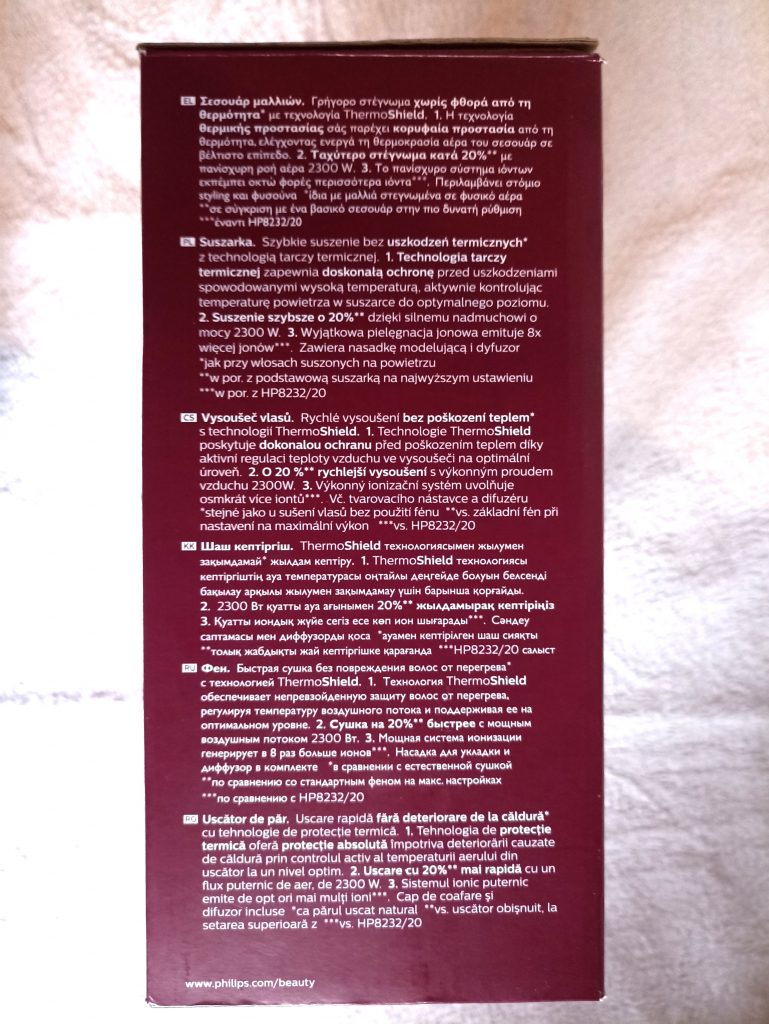 EL Σεσουάρ μαλλιών. Γρήγορο στέγνωμα χωρίς φθορά από τη
θερμότητα* με τεχνολογία ThermoShield. 1. Η τεχνολογία
θερμικής προστασίας σάς παρέχει κορυφαία προστασία από τη
θερμότητα, ελέγχοντας ενεργά τη θερμοκρασία αέρα του σεσουάρ σε
βέλτιστο επίπεδο. 2. Ταχύτερο στέγνωμα κατά 20%** με
πανίσχυρη ροή αέρα 2300 W. 3. Το πανίσχυρο σύστημα ιόντων
εκπέμπει οκτώ φορές περισσότερα ιόντα***. Περιλαμβάνει στόμιο
styling και φυσούνα *ίδια με μαλλιά στεγνωμένα σε φυσικό αέρα
**σε σύγκριση με ένα βασικό σεσουάρ στην πιο δυνατή ρύθμιση
***έναντι HP8232/20
PL Suszarka. Szybkie suszenie bez uszkodzeń termicznych*
z technologią tarczy termicznej. 1. Technologia tarczy
termicznej zapewnia doskonałą ochronę przed uszkodzeniami
spowodowanymi wysoką temperaturą, aktywnie kontrolując
temperaturę powietrza w suszarce do optymalnego poziomu.
2. Suszenie szybsze o 20%** dzięki silnemu nadmuchowi o
mocy 2300 W. 3. Wyjątkowa pielęgnacja jonowa emituje 8x
więcej jonów***. Zawiera nasadkę modelującą i dyfuzor
*jak przy włosach suszonych na powietrzu
**w por. z podstawową suszarką na najwyższym ustawieniu
***w por. z HP8232/20
CS Vysoušeč vlasů. Rychlé vysoušení bez poškození teplem*
s technologií ThermoShield. 1. Technologie ThermoShield
poskytuje dokonalou ochranu před poškozením teplem díky
aktivní regulaci teploty vzduchu ve vysoušeči na optimální
úroveň. 2. O 20 %** rychlejší vysoušení s výkonným proudem
vzduchu 2300W. 3. Výkonný ionizační systém uvolňuje
osmkrát více iontů***. Vč. tvarovacího nástavce a difuzéru
*stejné jako u sušení vlasů bez použití fénu **vs. základní fén při
nastavení na maximální výkon ***vs. HP8232/20
KK Шаш кептіргіш. ThermoShield технологиясымен жылумен
зақымдамай* жылдам кептіру. 1. ThermoShield технологиясы
кептіргіштің ауа температурасы оңтайлы деңгейде болуын белсенді
бақылау арқылы жылумен зақымдамау үшін барынша қорғайды.
2. 2300 Вт қуатты ауа ағынымен 20%** жылдамырақ кептіріңіз
3. Қуатты иондық жүйе сегіз есе көп ион шығарады***. Сәндеу
саптамасы мен диффузорды қоса *ауамен кептірілген шаш сияқты
**толық жабдықты жай кептіргішке қарағанда ***HP8232/20 салыст
RU Фен. Быстрая сушка без повреждения волос от перегрева*
с технологией ThermoShield. 1. Технология ThermoShield
обеспечивает непревзойденную защиту волос от перегрева,
регулируя температуру воздушного потока и поддерживая ее на
оптимальном уровне. 2. Сушка на 20%** быстрее с мощным
воздушным потоком 2300 Вт. 3. Мощная система ионизации
генерирует в 8 раз больше ионов***. Насадка для укладки и
диффузор в комплекте *в сравнении с естественной сушкой
**по сравнению со стандартным феном на макс. настройках
***по сравнению с HP8232/20
RO Uscător de păr. Uscare rapidă fără deteriorare de la căldură*
cu tehnologie de protecție termică. 1. Tehnologia de protecție
termică oferă protecție absolută împotriva deteriorării cauzate
de căldură prin controlul activ al temperaturii aerului din
uscător la un nivel optim. 2. Uscare cu 20%** mai rapidă cu un
flux puternic de aer, de 2300 W. 3. Sistemul ionic puternic
emite de opt ori mai mulți ioni***. Cap de coafare și
difuzor incluse *ca părul uscat natural **vs. uscător obișnuit, la
setarea superioară z ***vs. HP8232/20
www.philips.com/beauty